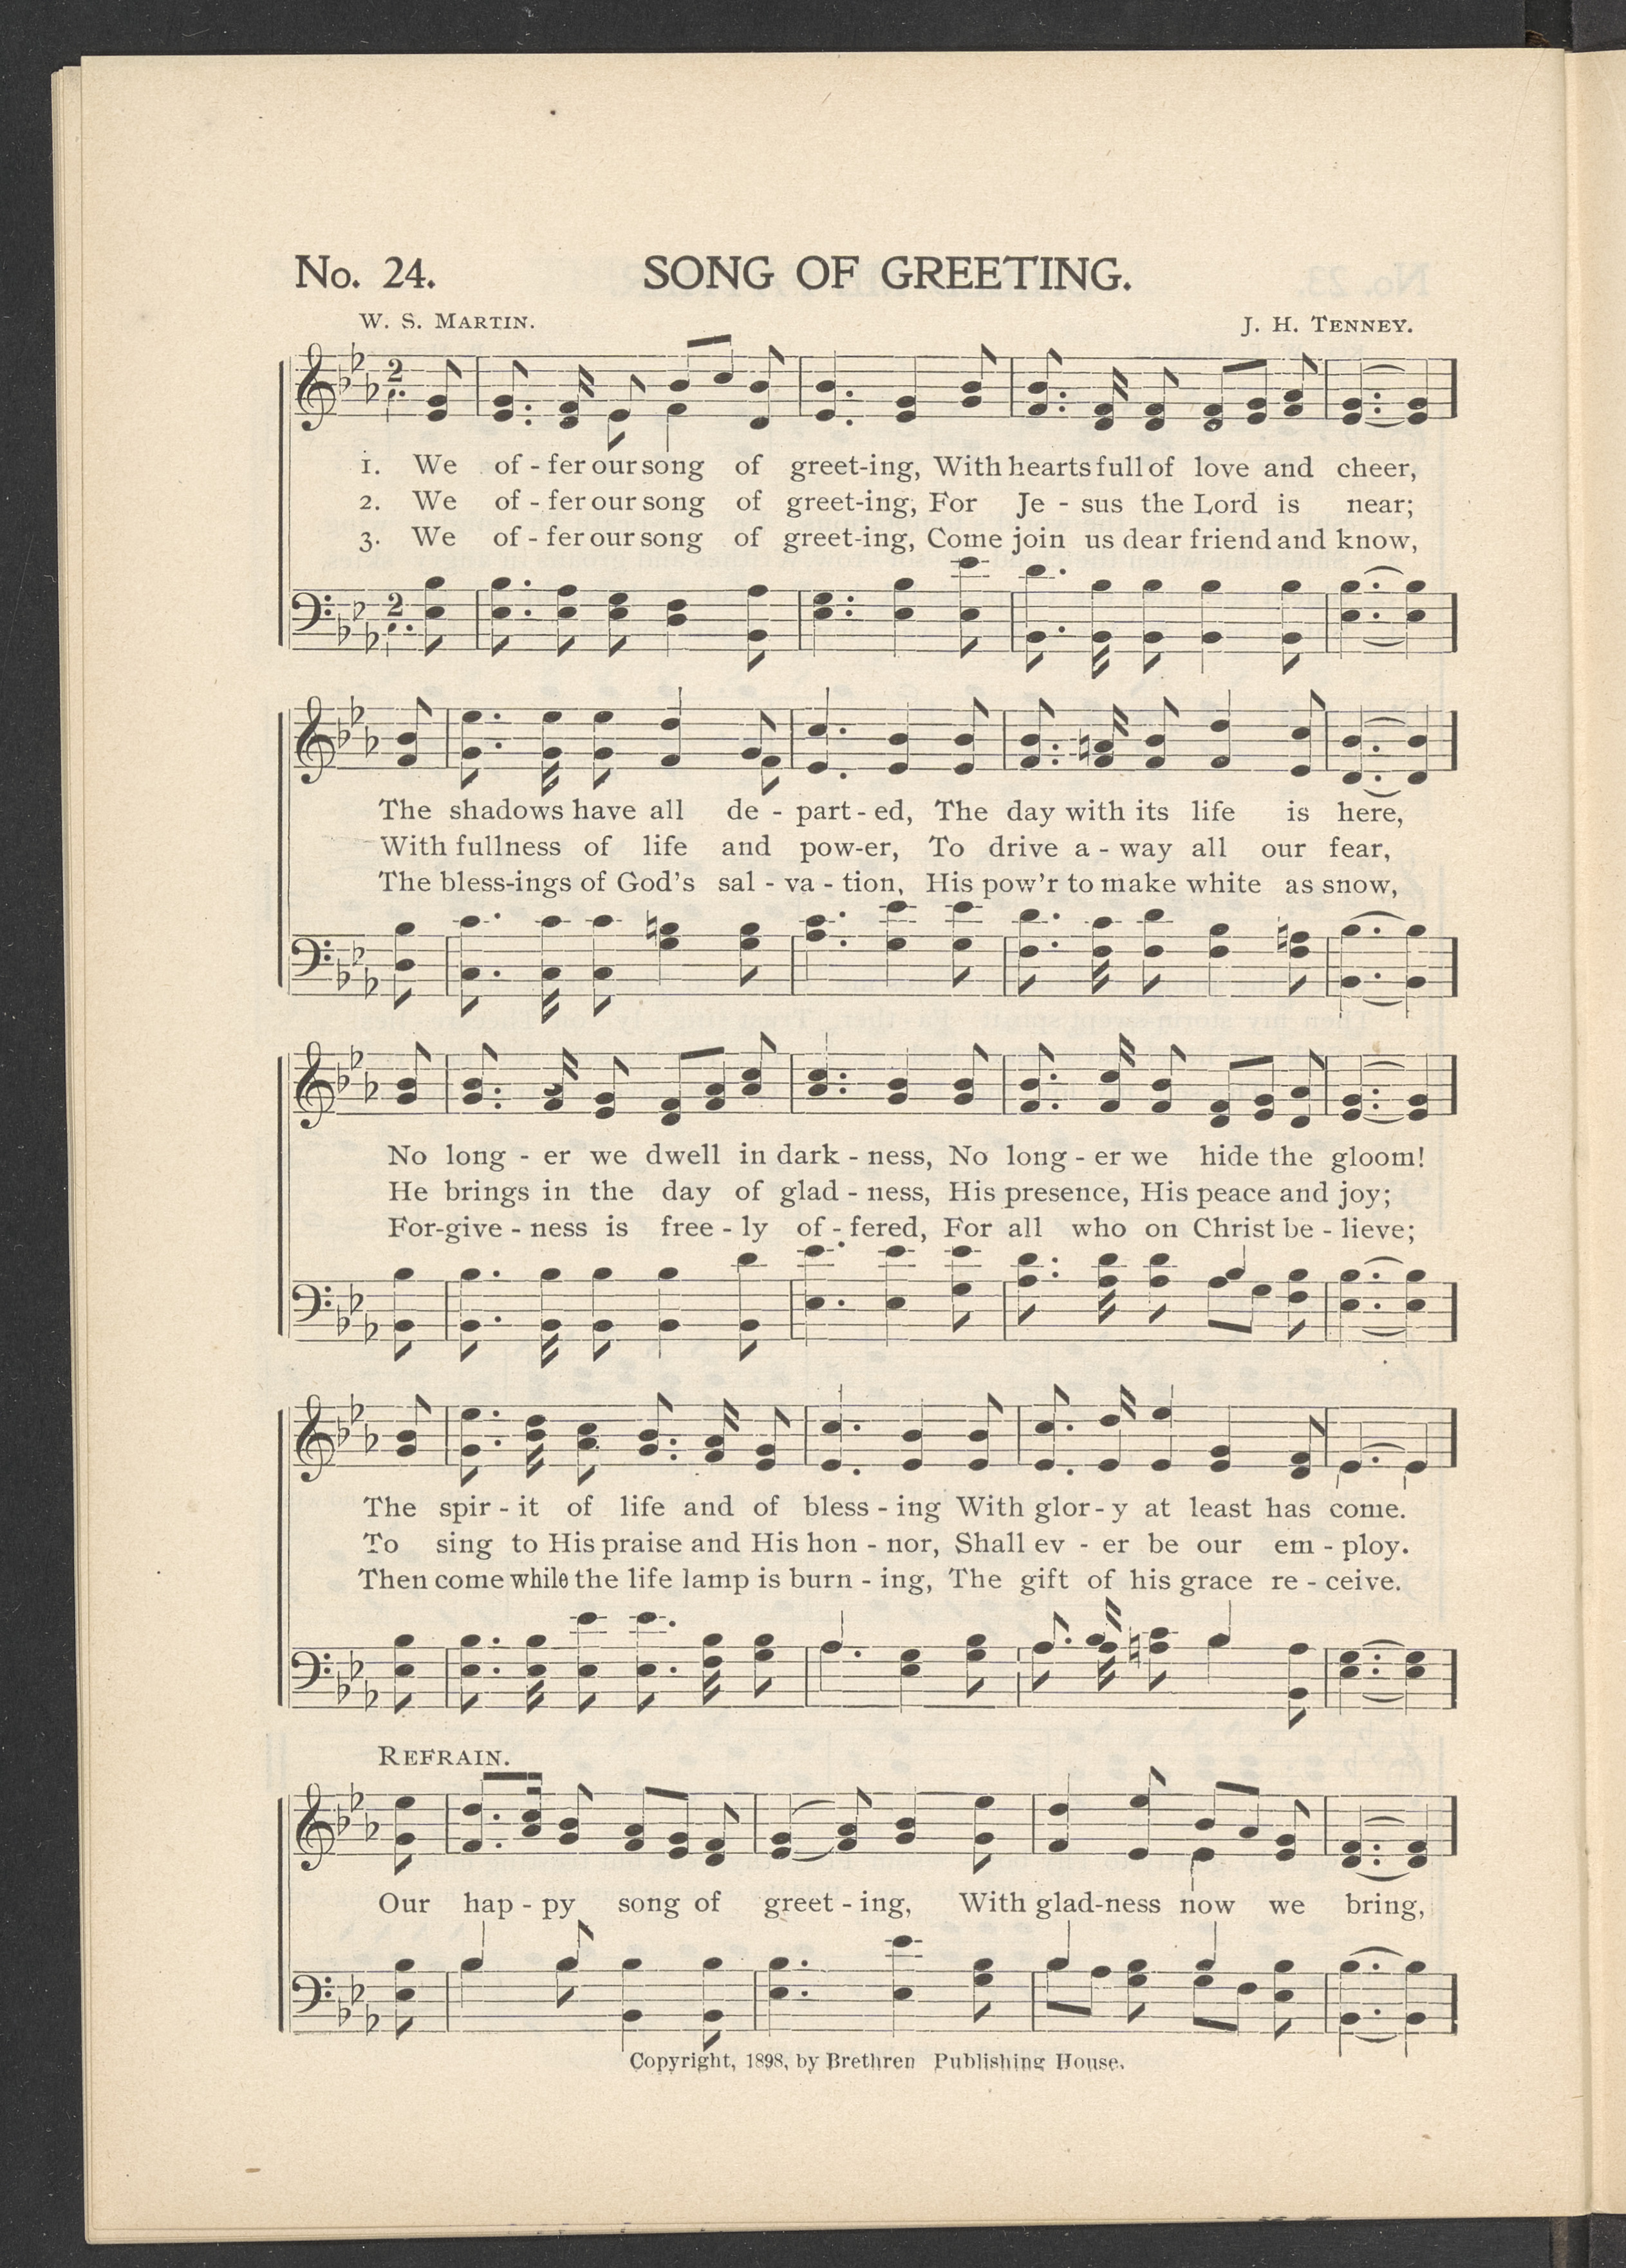 No. 24. SONG OF GREETING.
W. S. MARTIN. J. H. TENNEY.
1. We of - fer our song of greet-ing, With hearts full of love and cheer,
2. We of - fer our song of greet-ing, For Je - sus the Lord is near;
3. We of - fer our song of greet-ing, Come join us dear friend and know,
The shadows have all de - part - ed, The day with its life is here,
With fullness of life and pow-er, To drive a - way all our fear,
The bless-ings of God's sal - va - tion, His pow'r to make white as snow,
No long - er we dwell in dark - ness, No long - er we hide the gloom!
He brings in the day of glad - ness, His presence, His peace and joy;
For-give - ness is free - ly of - fered, For all who on Christ be - lieve;
The spir - it of life and of bless - ing With glor - y at least has come.
To sing to His praise and His hon - nor, Shall ev - er be our em - ploy.
Then come while the life lamp is burn - ing, The gift of his grace re - ceive.
REFRAIN.
Our hap - py song of greet - ing, With glad-ness now we bring,
Copyright, 1898, by Brethren Publishing House.